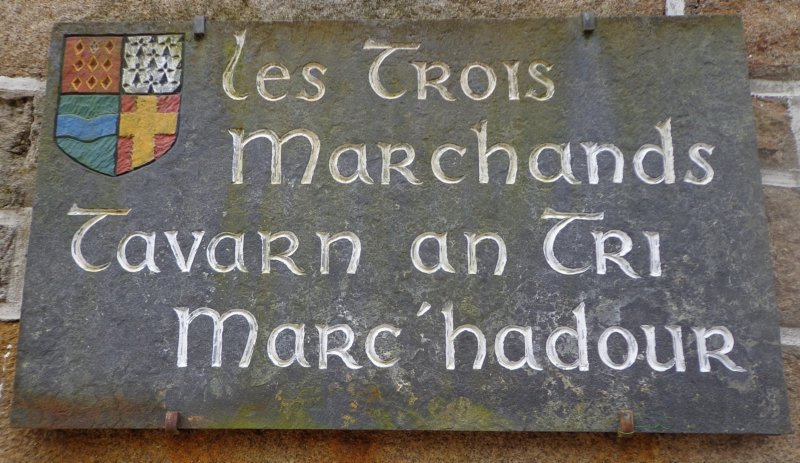 les Trois
Marchands
Tavarn an Tri
Marc'hadour